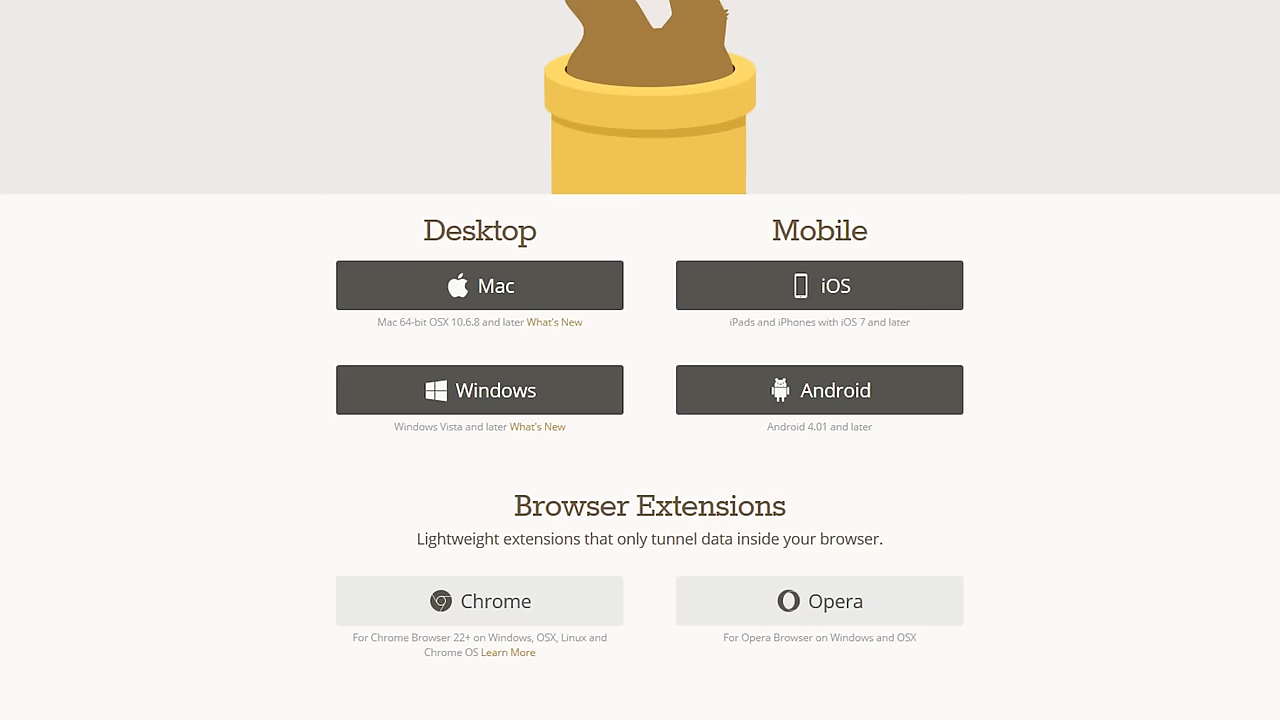 Desktop
Mobile
Mac
iOS
Mac 64-bit OSX 10.6.8 and later What's New
iPads and iPhones with iOS 7 and later
Windows
Android
Windows Vista and later What's New
Android 4.01 and later
Browser Extensions
Lightweight extensions that only tunnel data inside your browser.
Chrome
Opera
For Chrome Browser 22+ on Windows, OSX, Linux and
Chrome OS Learn More
For Opera Browser on Windows and OSX